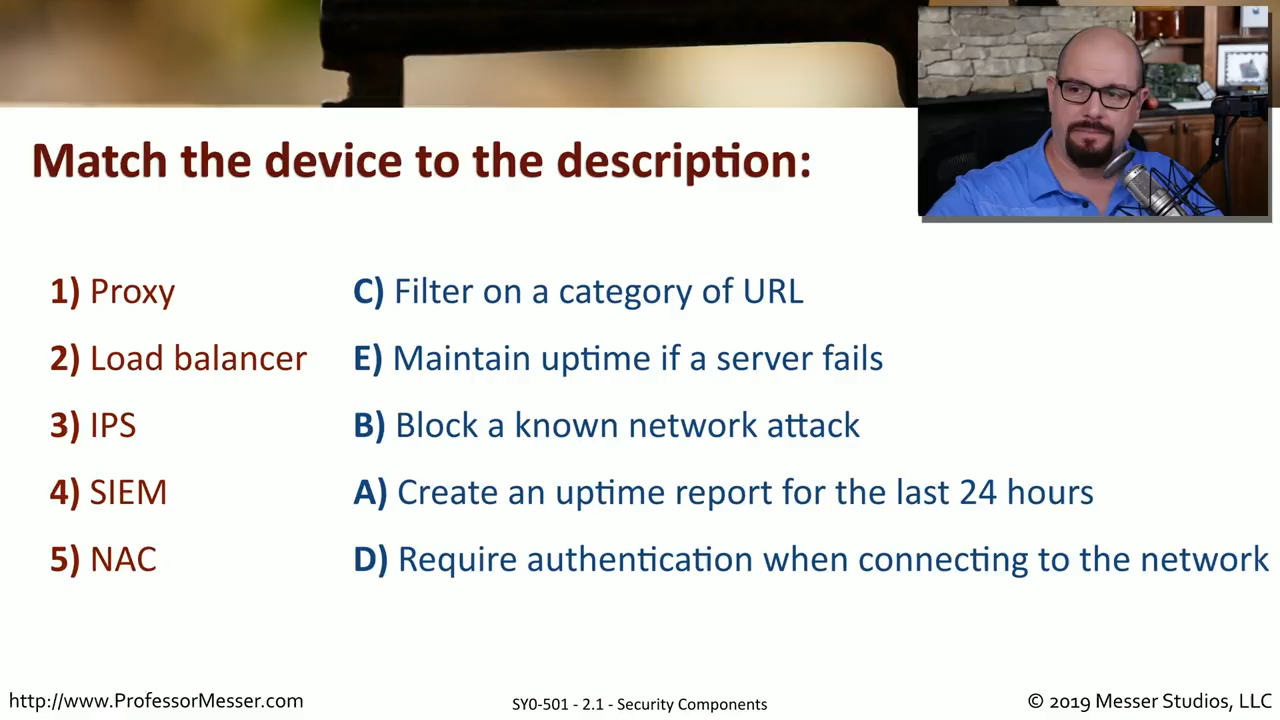 Match the device to the description:
1) Proxy C) Filter on a category of URL
2) Load balancer E) Maintain uptime if a server fails
3) IPS B) Block a known network attack
4) SIEM A) Create an uptime report for the last 24 hours
5) NAC D) Require authentication when connecting to the network
http://www.ProfessorMesser.com SY0-501 - 2.1 - Security Components © 2019 Messer Studios, LLC